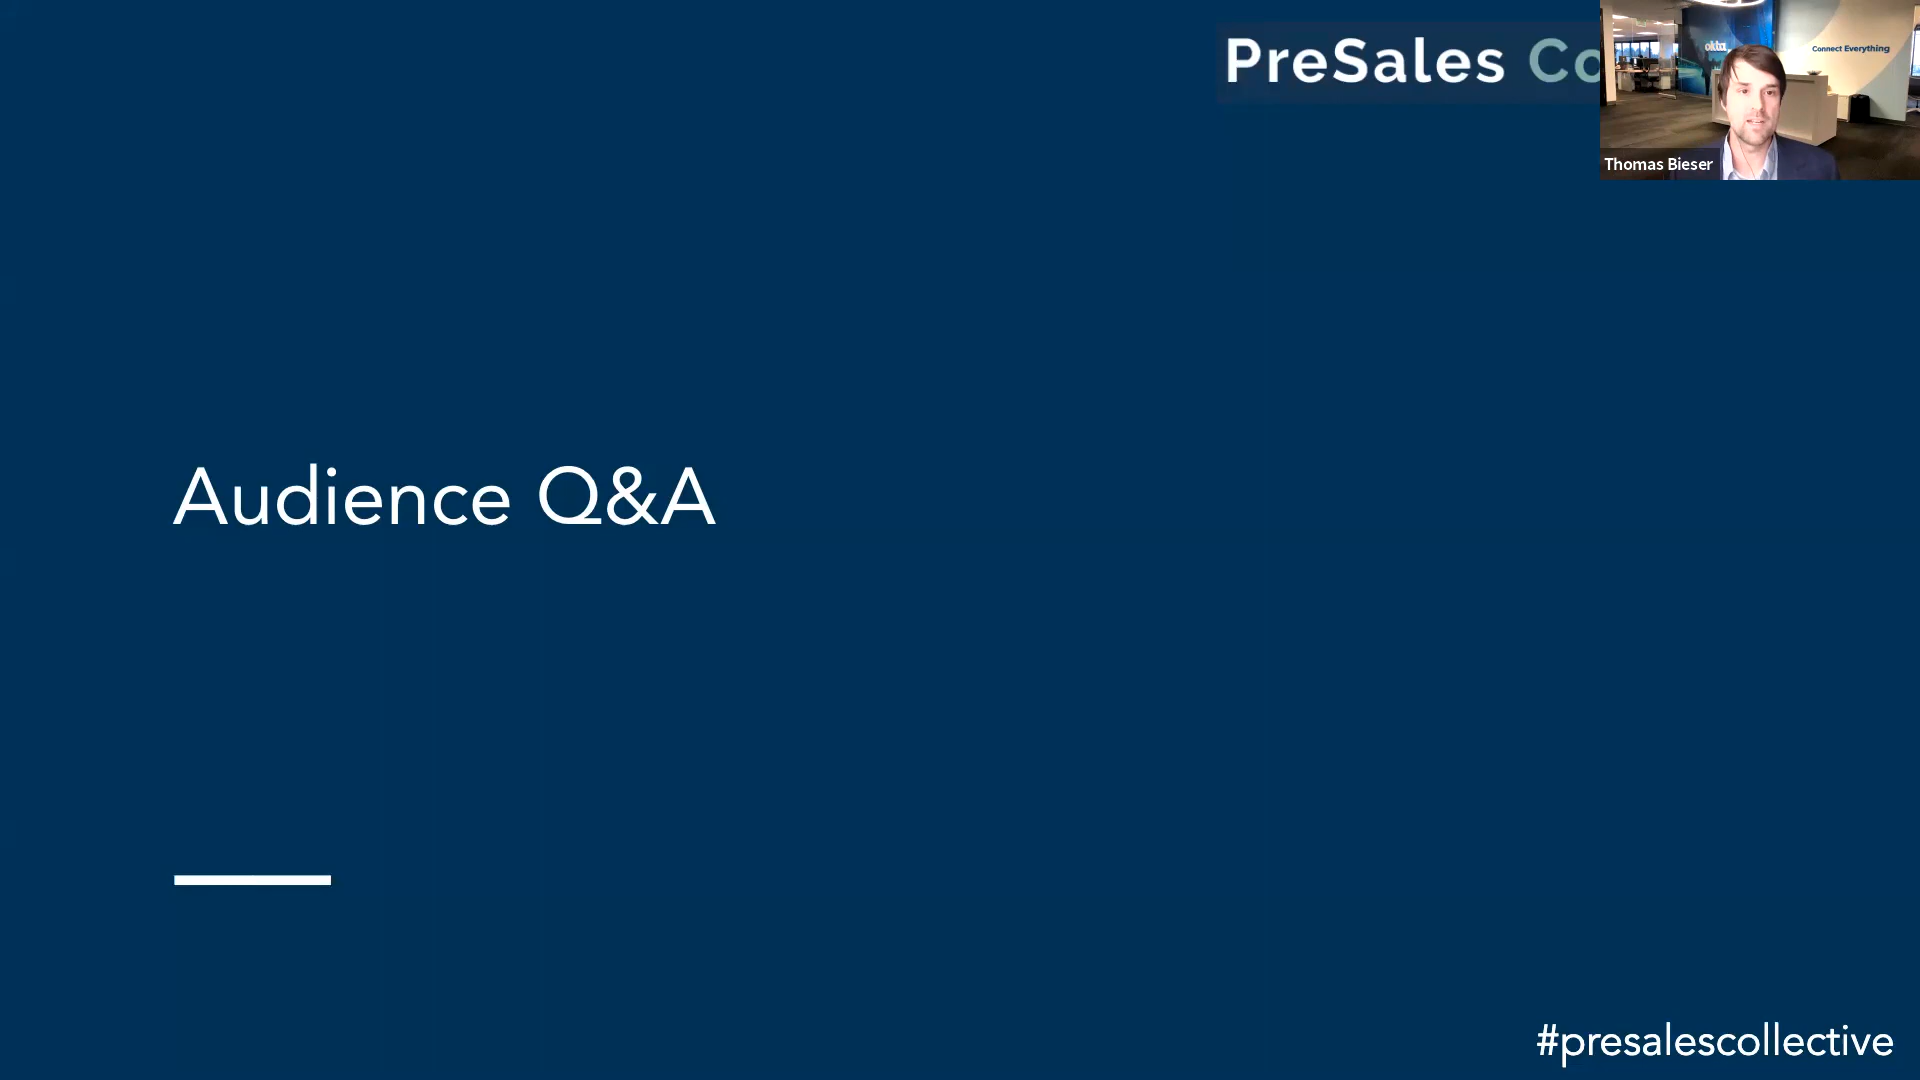 PreSales Co
okta
Connect Everything
Thomas Bieser
Audience Q&A
#presalescollective